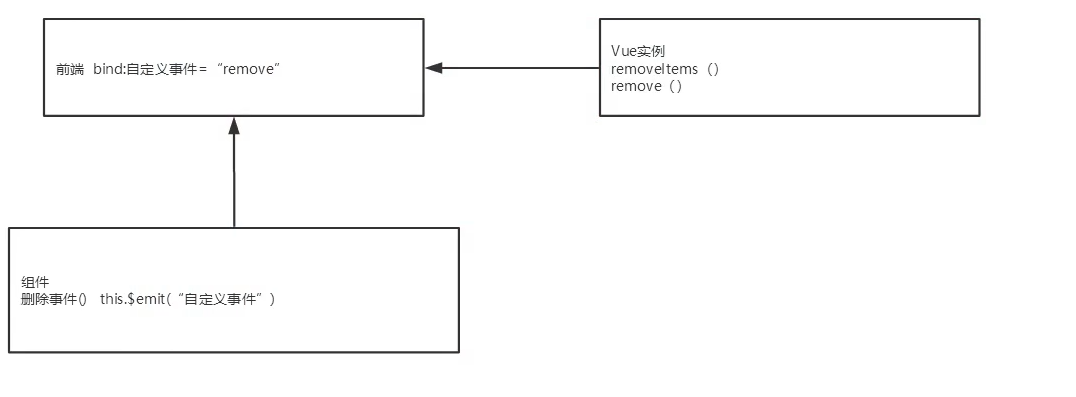 前端 bind:自定义事件=“remove”
Vue实例
removeItems（）
remove（）
组件
删除事件() this.$emit(“自定义事件”)